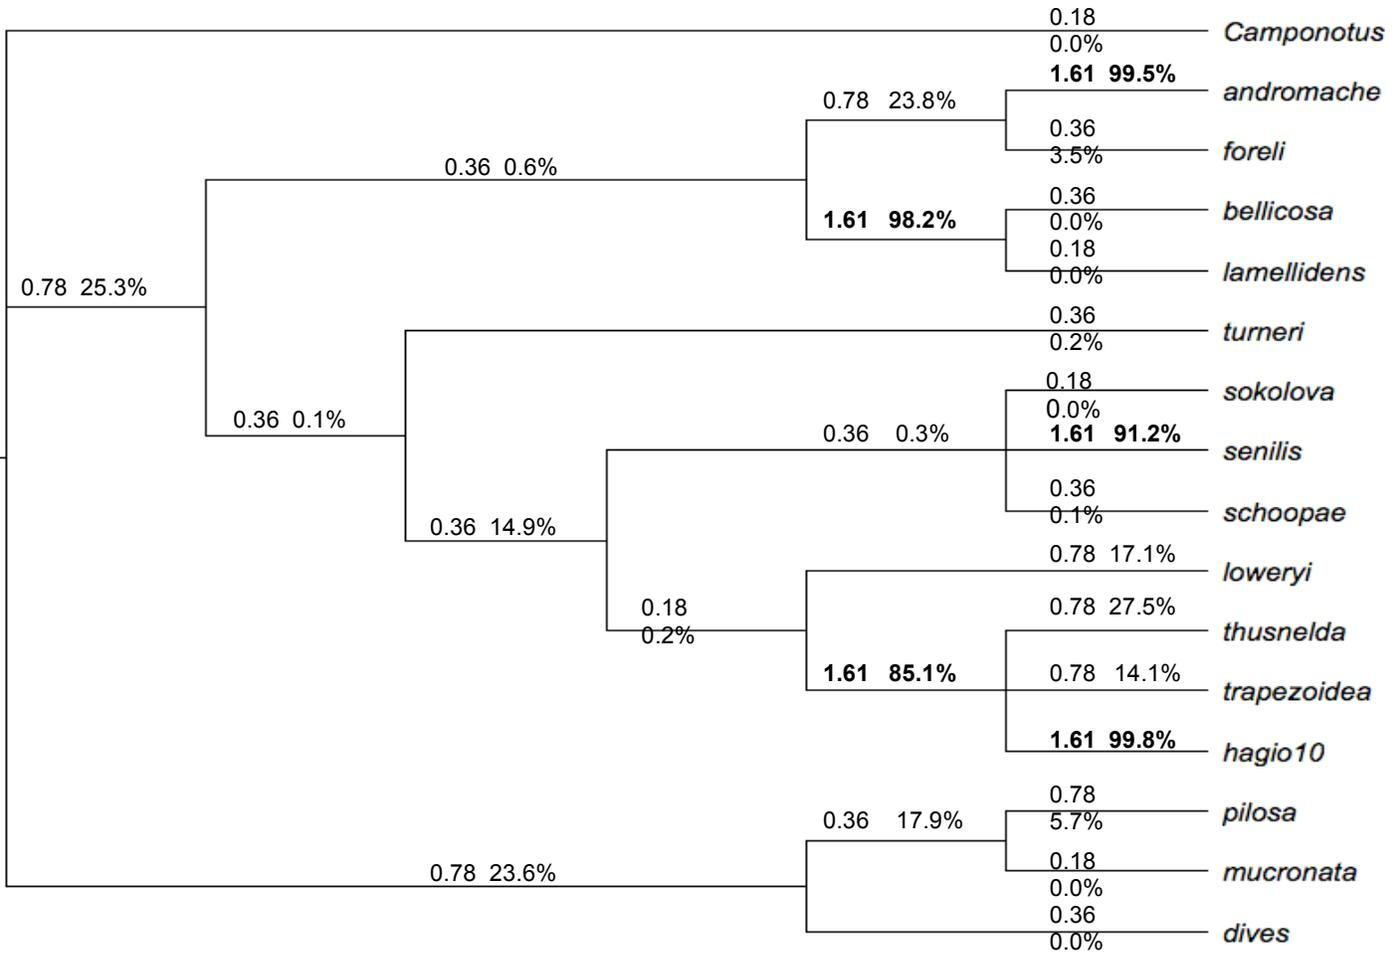 0.18
Camponotus
0.0%
1.61 99.5%
andromache
0.78 23.8%
0.36
foreli
3.5%
0.36 0.6%
0.36
bellicosa
1.61 98.2%
0.0%
0.18
lamellidens
0.0%
0.78 25.3%
0.36
turneri
0.2%
0.18
sokolova
0.0%
0.36 0.1%
0.36 0.3%
1.61 91.2%
senilis
0.36
schoopae
0.1%
0.36 14.9%
0.78 17.1%
loweryi
0.18
0.2%
0.78 27.5%
thusnelda
1.61 85.1%
0.78 14.1%
trapezoidea
1.61 99.8%
hagio10
0.78
pilosa
5.7%
0.36 17.9%
0.18
mucronata
0.0%
0.78 23.6%
0.36
dives
0.0%